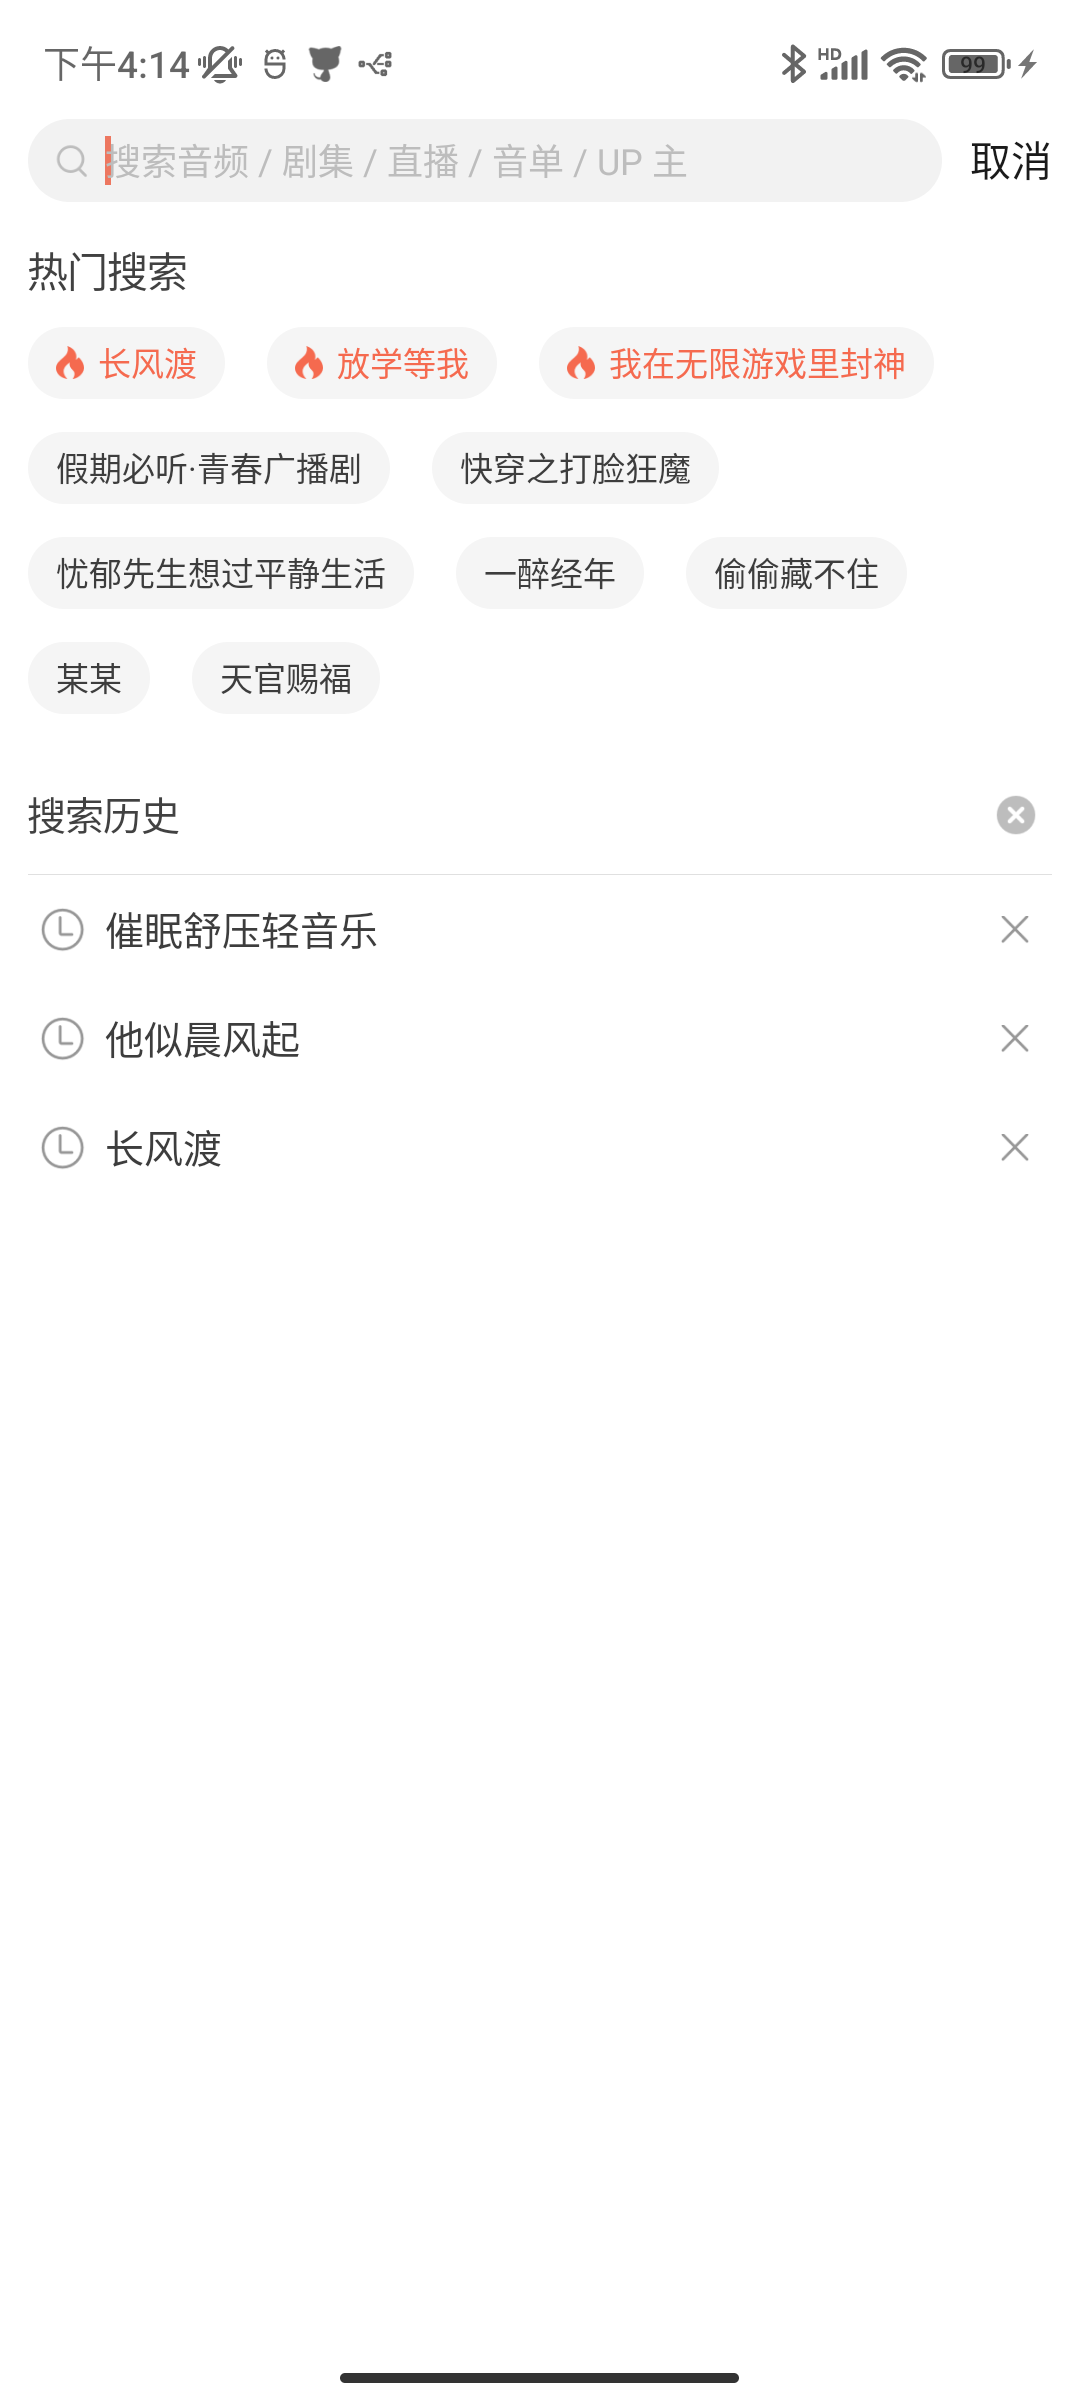 下午4:14 HD 99
搜索音频 / 剧集 / 直播 / 音单 / UP 主 取消
热门搜索
长风渡 放学等我 我在无限游戏里封神
假期必听·青春广播剧 快穿之打脸狂魔
忧郁先生想过平静生活 一醉经年 偷偷藏不住
某某 天官赐福
搜索历史
催眠舒压轻音乐
他似晨风起
长风渡